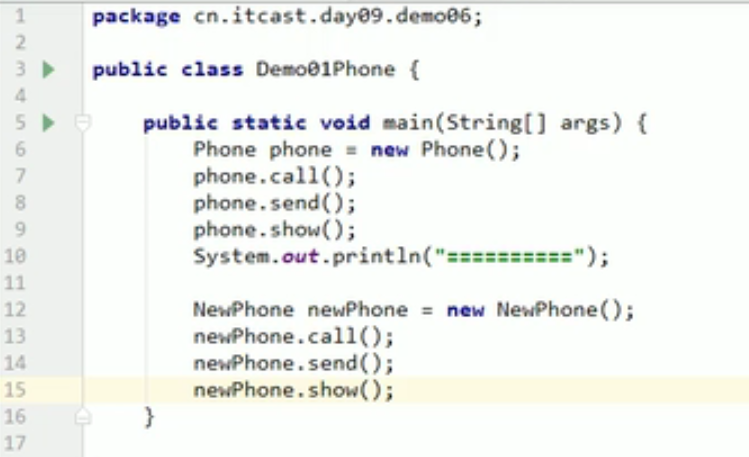 1 package cn.itcast.day09.demo06;
2
3 public class Demo01Phone {
4
5 public static void main(String[] args) {
6 Phone phone = new Phone();
7 phone.call();
8 phone.send();
9 phone.show();
10 System.out.println("==========");
11
12 NewPhone newPhone = new NewPhone();
13 newPhone.call();
14 newPhone.send();
15 newPhone.show();
16 }
17